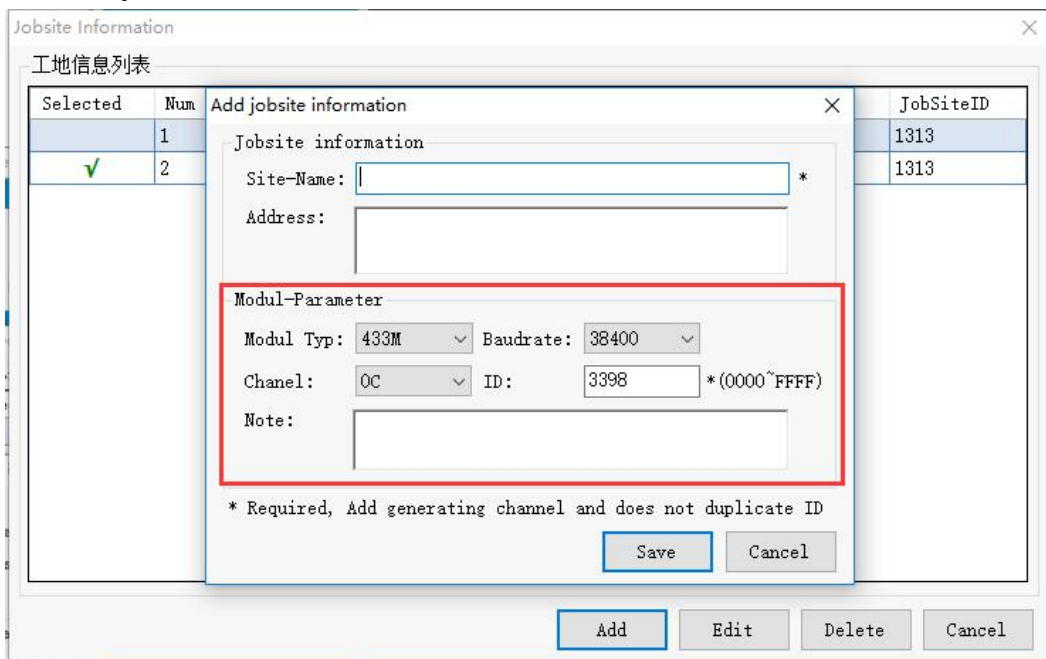 Jobsite Information
工地信息列表
Selected Num JobSiteID
1 1313
√ 2 1313
Add jobsite information
Jobsite information
Site-Name: *
Address:
Modul-Parameter
Modul Typ: 433M Baudrate: 38400
Chanel: 0C ID: 3398 *(0000~FFFF)
Note:
* Required, Add generating channel and does not duplicate ID
Save Cancel
Add Edit Delete Cancel